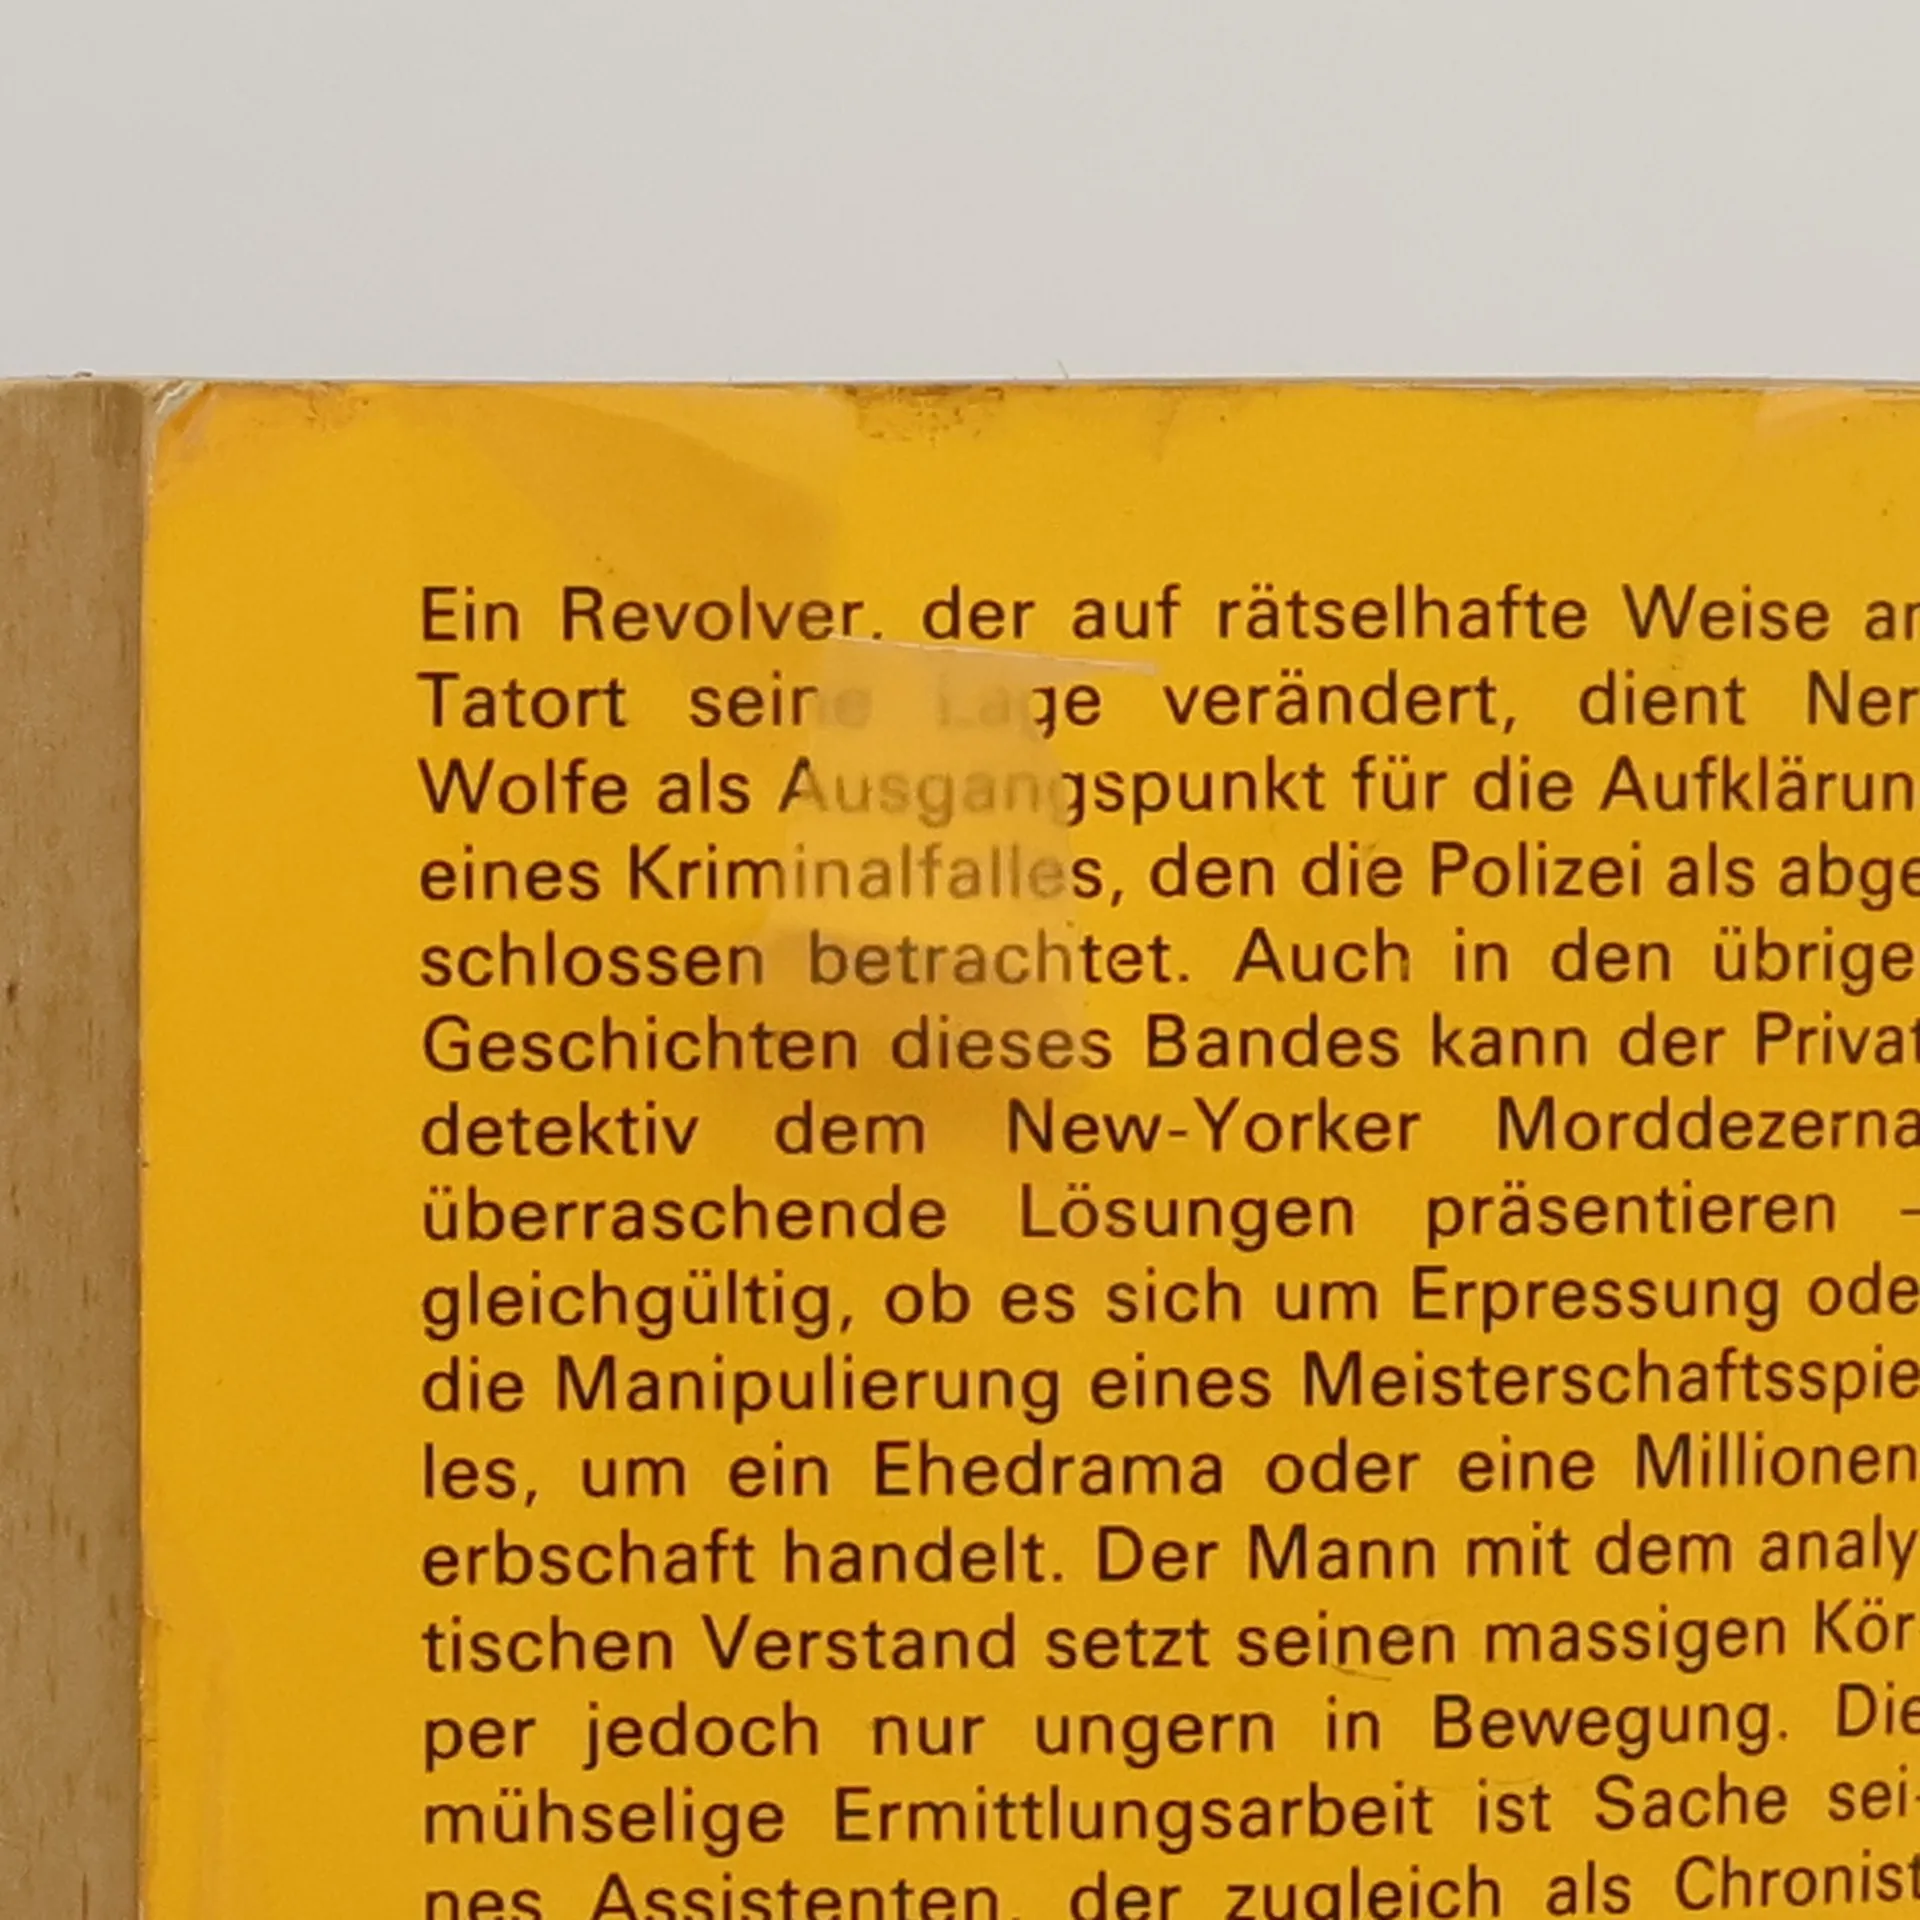 Ein Revolver, der auf rätselhafte Weise an
Tatort seine Lage verändert, dient Ner
Wolfe als Ausgangspunkt für die Aufklärun
eines Kriminalfalles, den die Polizei als abge
schlossen betrachtet. Auch in den übrige
Geschichten dieses Bandes kann der Privat
detektiv dem New-Yorker Morddezerna
überraschende Lösungen präsentieren –
gleichgültig, ob es sich um Erpressung ode
die Manipulierung eines Meisterschaftsspie
les, um ein Ehedrama oder eine Millionen
erbschaft handelt. Der Mann mit dem analy
tischen Verstand setzt seinen massigen Kör
per jedoch nur ungern in Bewegung. Die
mühselige Ermittlungsarbeit ist Sache sei-
nes Assistenten, der zugleich als Chronist